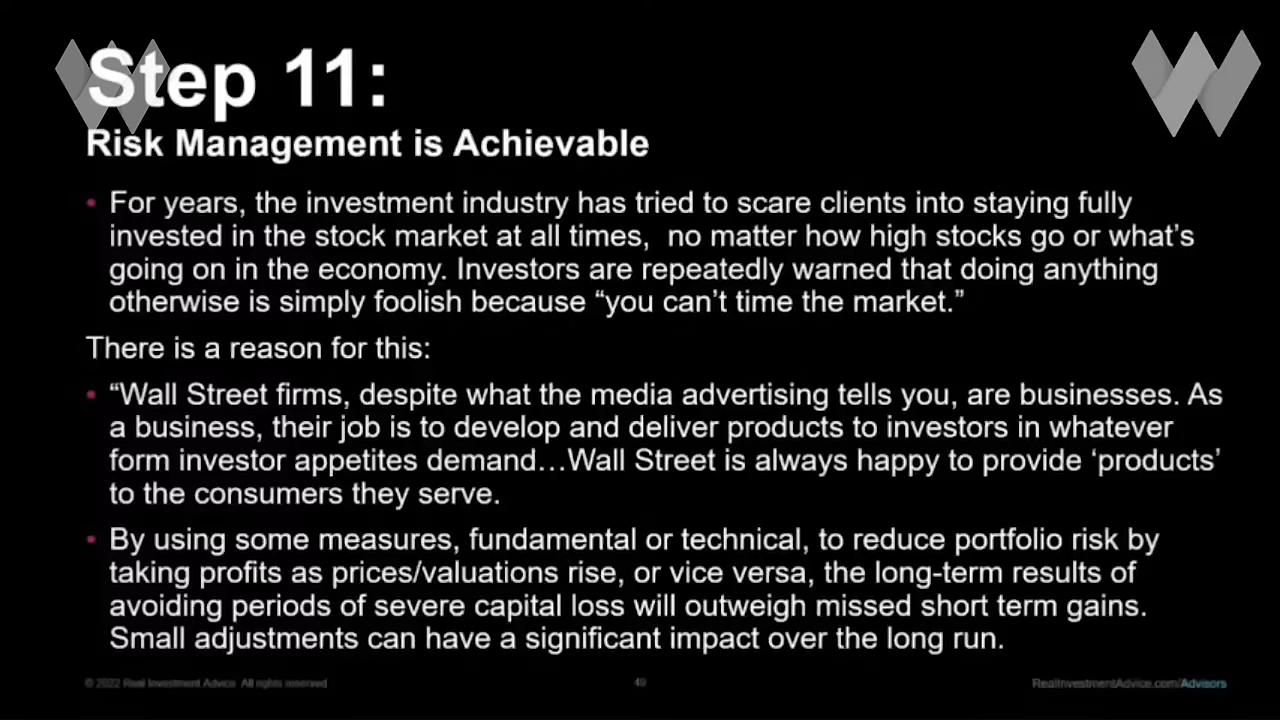 Step 11:
Risk Management is Achievable
• For years, the investment industry has tried to scare clients into staying fully
invested in the stock market at all times,  no matter how high stocks go or what’s
going on in the economy. Investors are repeatedly warned that doing anything
otherwise is simply foolish because “you can’t time the market.”
There is a reason for this:
• “Wall Street firms, despite what the media advertising tells you, are businesses. As
a business, their job is to develop and deliver products to investors in whatever
form investor appetites demand…Wall Street is always happy to provide ‘products’
to the consumers they serve.
• By using some measures, fundamental or technical, to reduce portfolio risk by
taking profits as prices/valuations rise, or vice versa, the long-term results of
avoiding periods of severe capital loss will outweigh missed short term gains.
Small adjustments can have a significant impact over the long run.
© 2022 Real Investment Advice. All rights reserved
49
RealInvestmentAdvice.com/Advisors